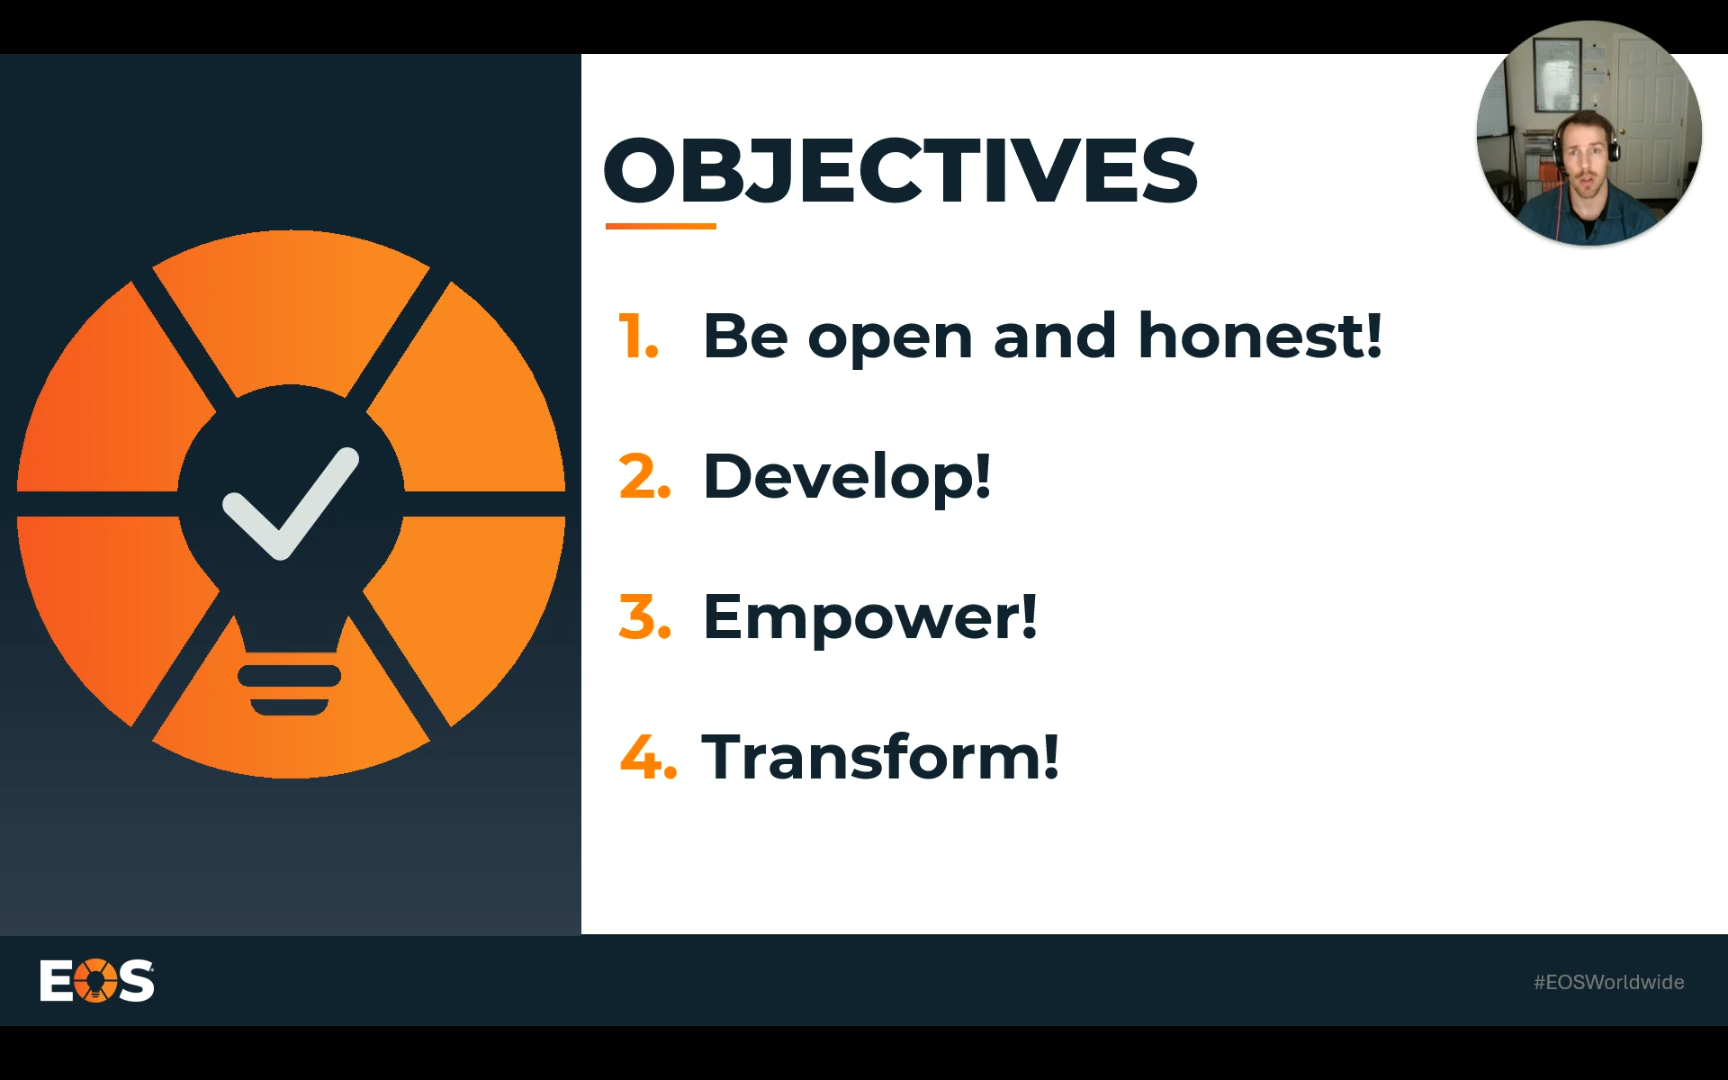 OBJECTIVES
1. Be open and honest!
2. Develop!
3. Empower!
4. Transform!
EOS
#EOSWorldwide